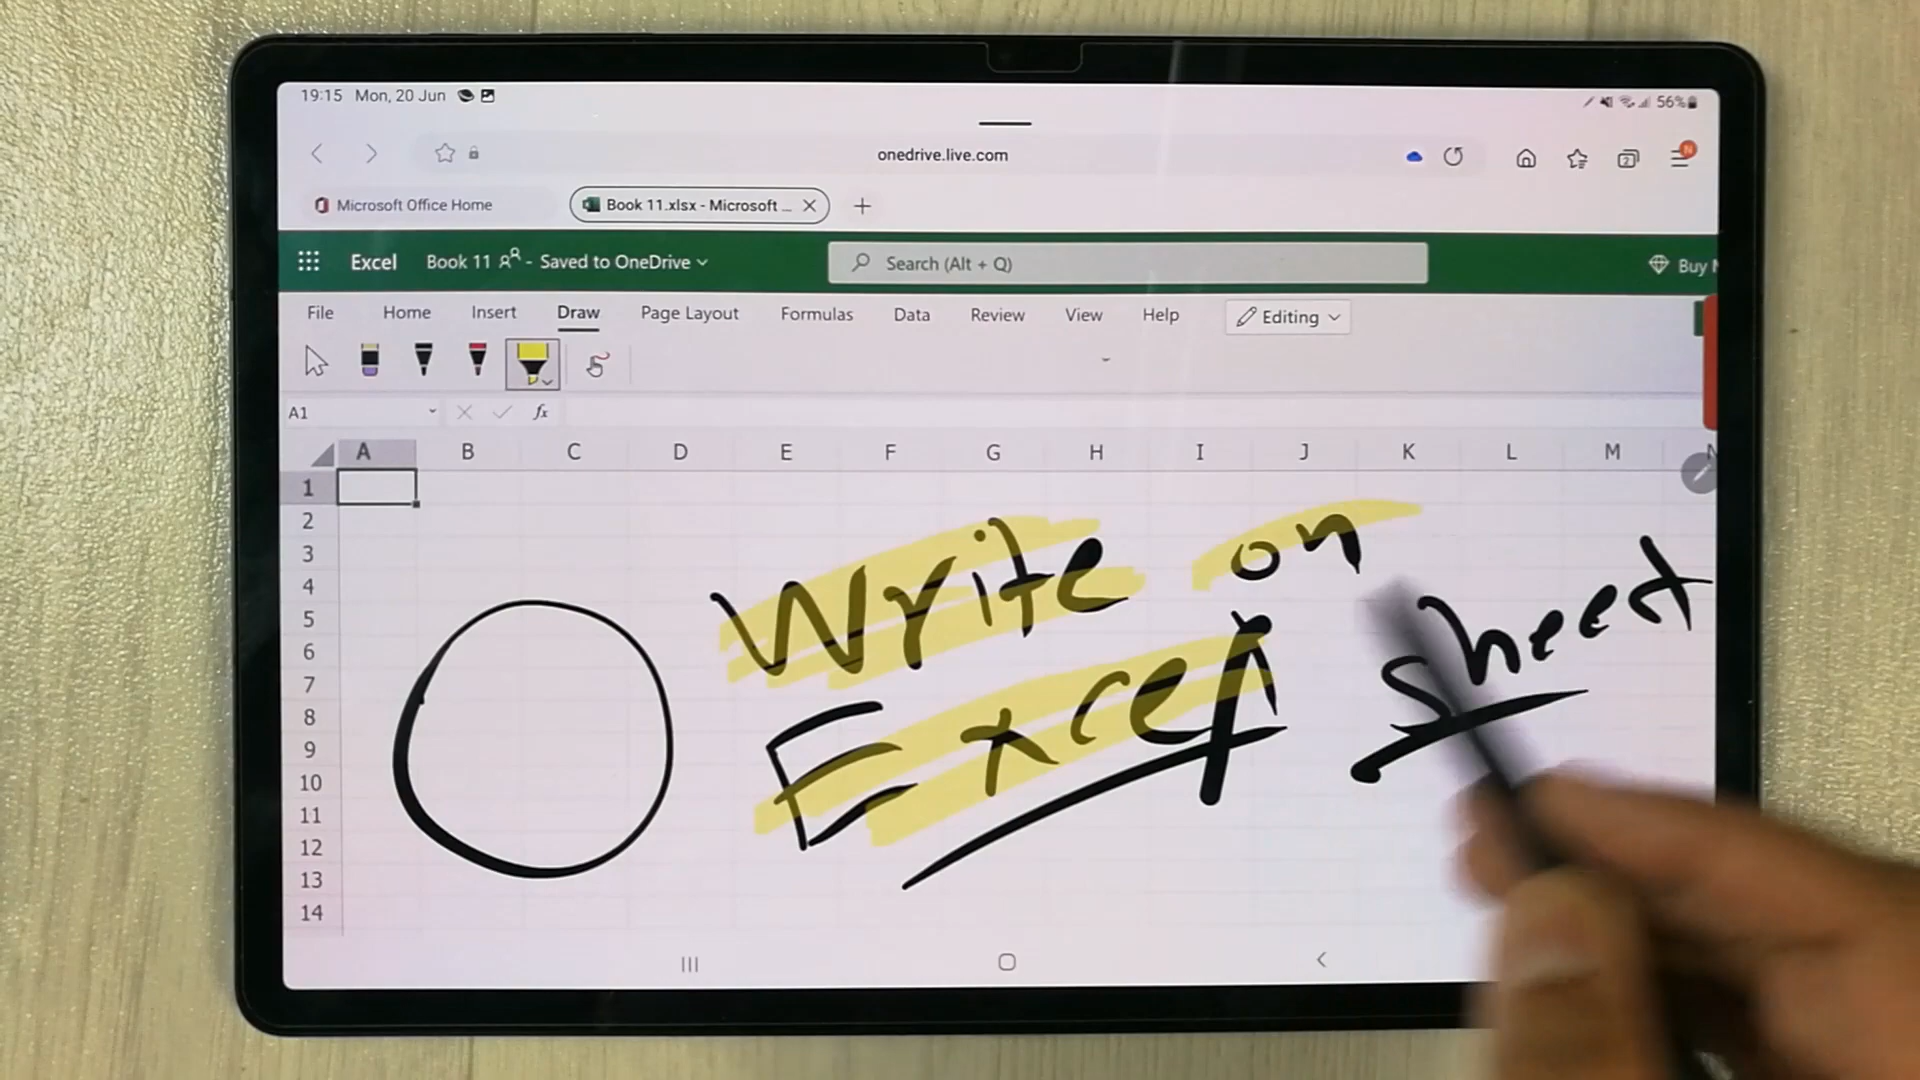 19:15 Mon, 20 Jun
56%
onedrive.live.com
2
N
Microsoft Office Home
Book 11.xlsx - Microsoft ...
Excel Book 11 - Saved to OneDrive
Search (Alt + Q)
Buy
File Home Insert Draw Page Layout Formulas Data Review View Help Editing
A1
fx
A B C D E F G H I J K L M N
1
2
3
4
5
6
7
8
9
10
11
12
13
14
Write on
Excel Sheet